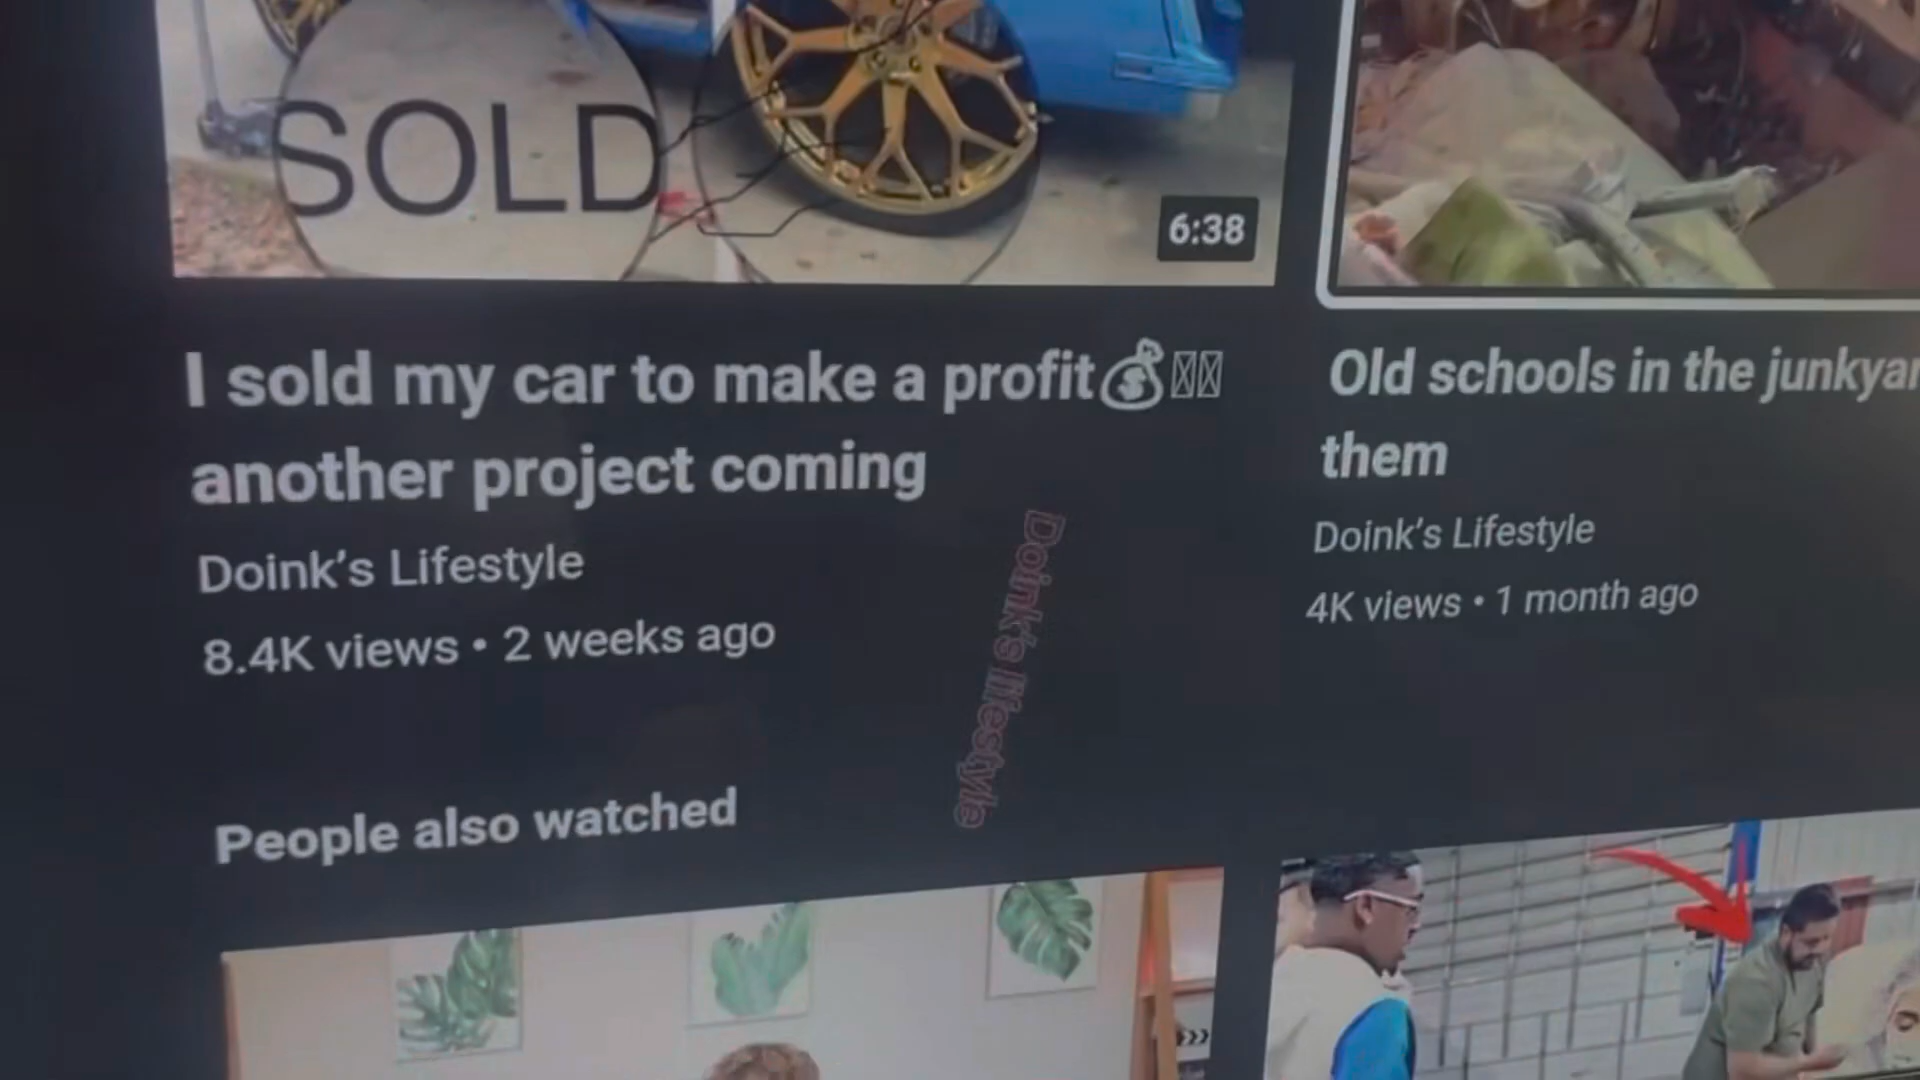 SOLD
6:38
I sold my car to make a profit💰
another project coming
Doink's Lifestyle
8.4K views • 2 weeks ago
Old schools in the
them
Doink's Lifestyle
4K views • 1 month ago
Doink's lifestyle
People also watched